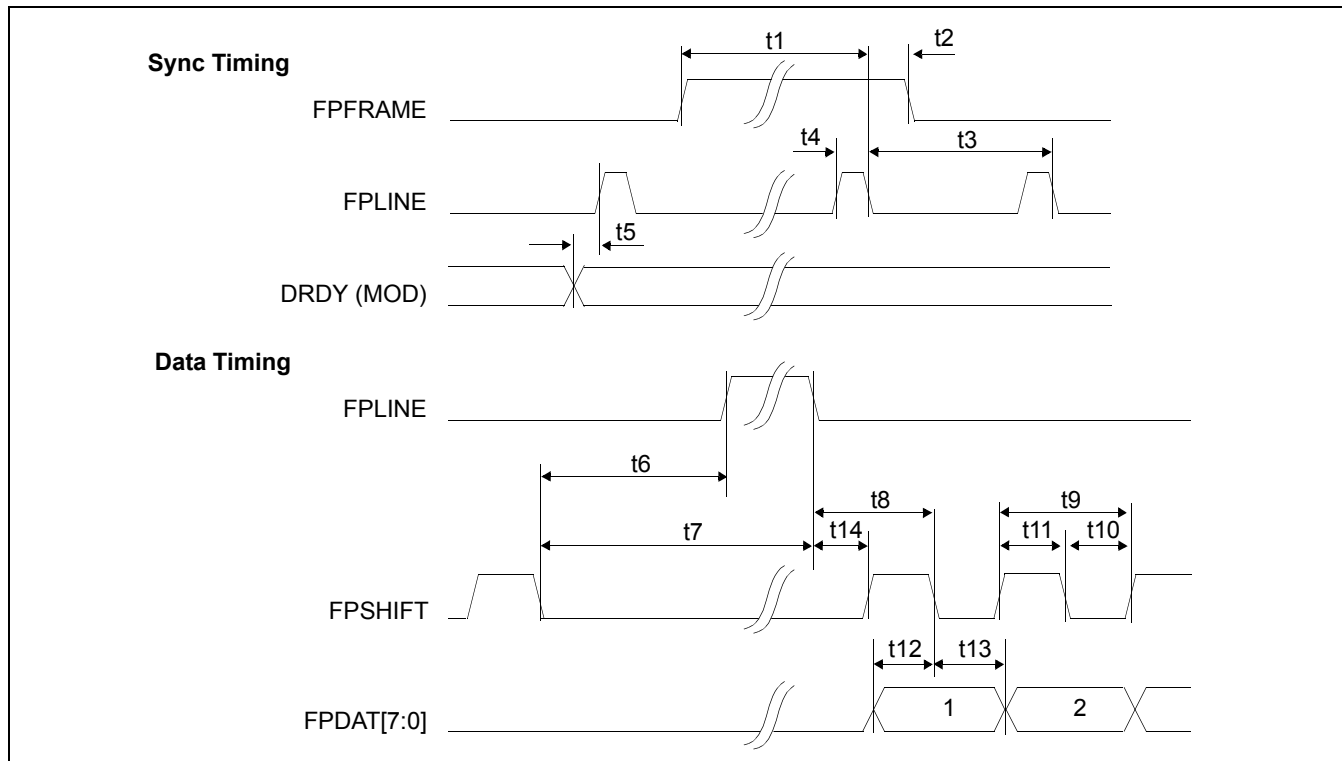 Sync Timing
t1
t2
FPFRAME
t4
t3
FPLINE
t5
DRDY (MOD)
Data Timing
FPLINE
t6
t8
t9
t7
t14
t11
t10
FPSHIFT
t12
t13
FPDAT[7:0]
1
2